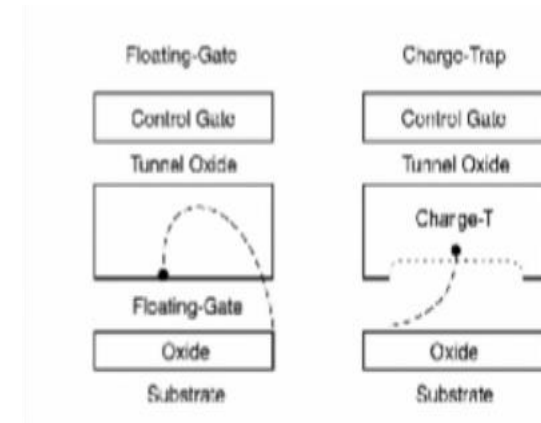 Floating-Gate
Control Gate
Tunnel Oxide
Floating-Gate
Oxide
Substrate
Charge-Trap
Control Gate
Tunnel Oxide
Charge-T
Oxide
Substrate